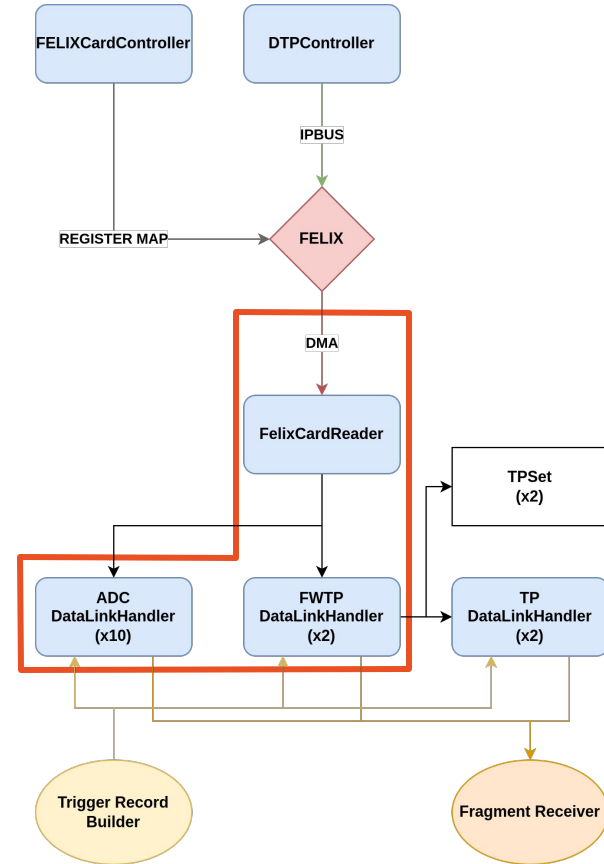 FELIXCardController
DTPController
IPBUS
REGISTER MAP
FELIX
DMA
FelixCardReader
TPSet
(x2)
ADC
DataLinkHandler
(x10)
FWTP
DataLinkHandler
(x2)
TP
DataLinkHandler
(x2)
Trigger Record
Builder
Fragment Receiver